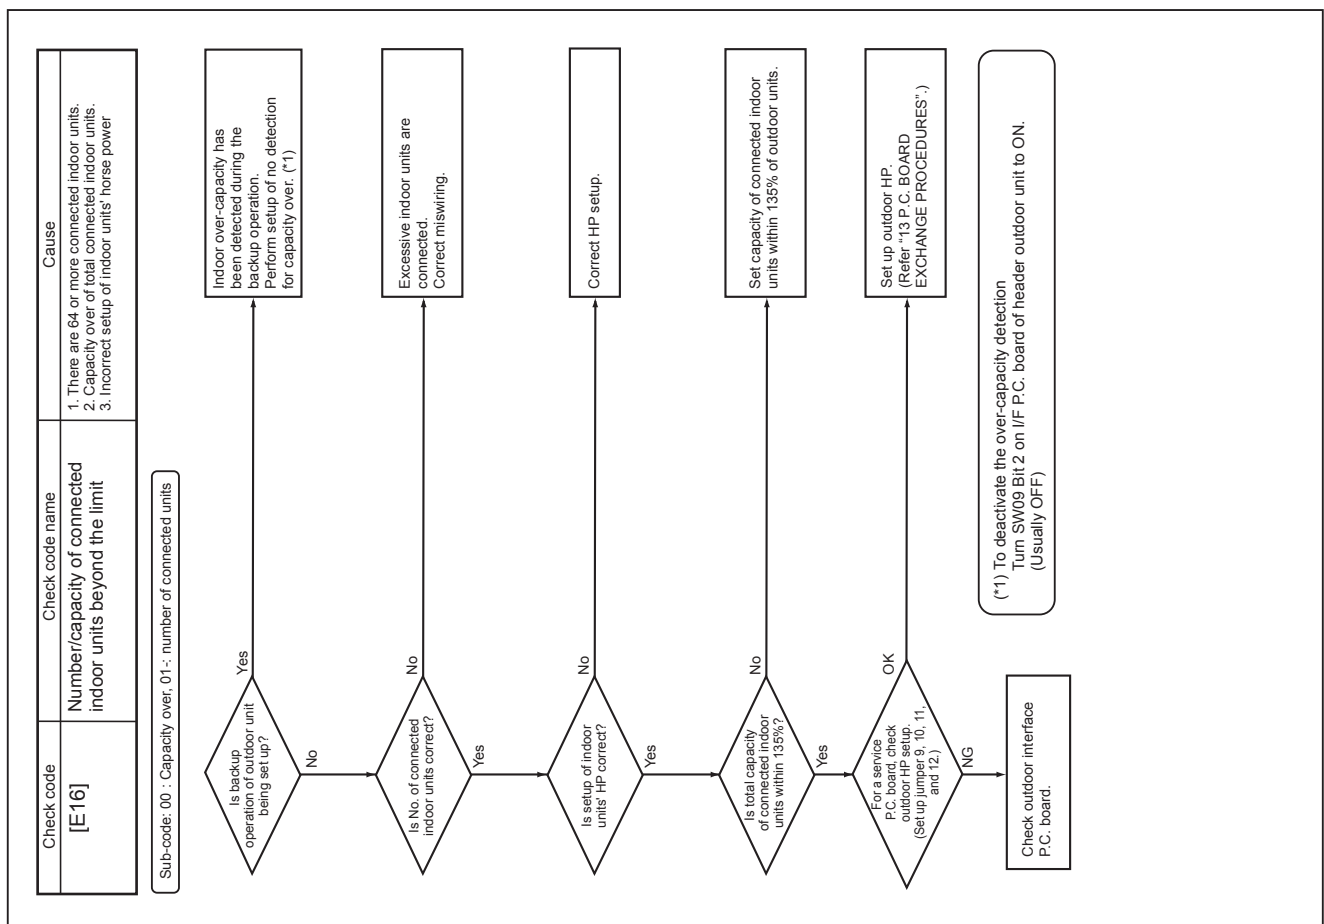 Check code
Check code name
Cause
[E16]
Number/capacity of connected
indoor units beyond the limit
1. There are 64 or more connected indoor units.
2. Capacity over of total connected indoor units.
3. Incorrect setup of indoor units' horse power
Sub-code: 00 : Capacity over, 01-: number of connected units
Is backup
operation of outdoor unit
being set up?
Yes
Indoor over-capacity has
been detected during the
backup operation.
Perform setup of no detection
for capacity over. (*1)
No
Is No. of connected
indoor units correct?
No
Excessive indoor units are
connected.
Correct miswiring.
Yes
Is setup of indoor
units' HP correct?
No
Correct HP setup.
Yes
Is total capacity
of connected indoor
units within 135%?
No
Set capacity of connected indoor
units within 135% of outdoor units.
Yes
For a service
P.C. board, check
outdoor HP setup.
(Set up jumper 9, 10, 11,
and 12.)
OK
Set up outdoor HP.
(Refer “13 P.C. BOARD
EXCHANGE PROCEDURES”.)
NG
Check outdoor interface
P.C. board.
(*1) To deactivate the over-capacity detection
Turn SW09 Bit 2 on I/F P.C. board of header outdoor unit to ON.
(Usually OFF)